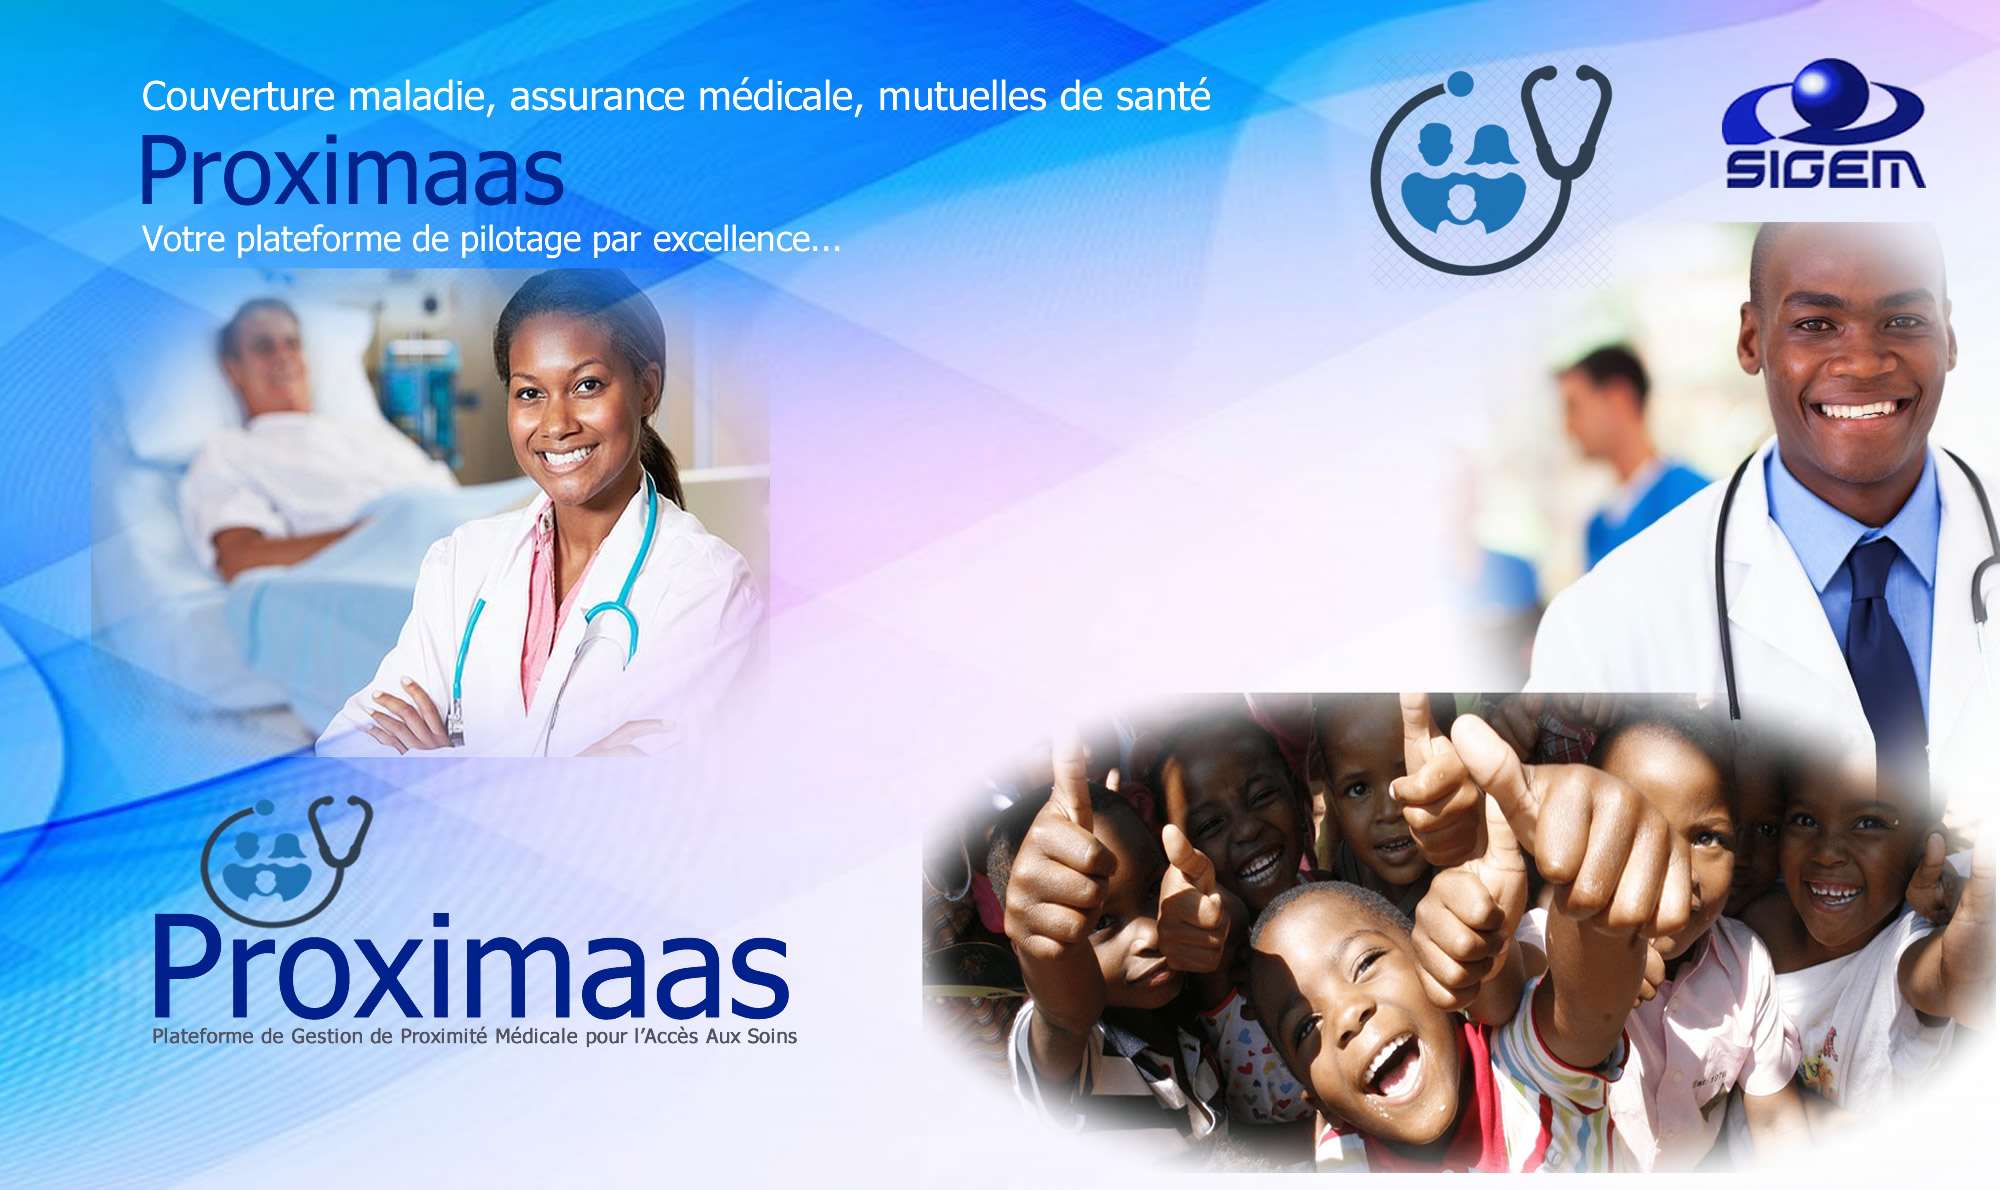 Couverture maladie, assurance médicale, mutuelles de santé
Proximaas
Votre plateforme de pilotage par excellence...
SIGEM
Proximaas
Plateforme de Gestion de Proximité Médicale pour l'Accès Aux Soins